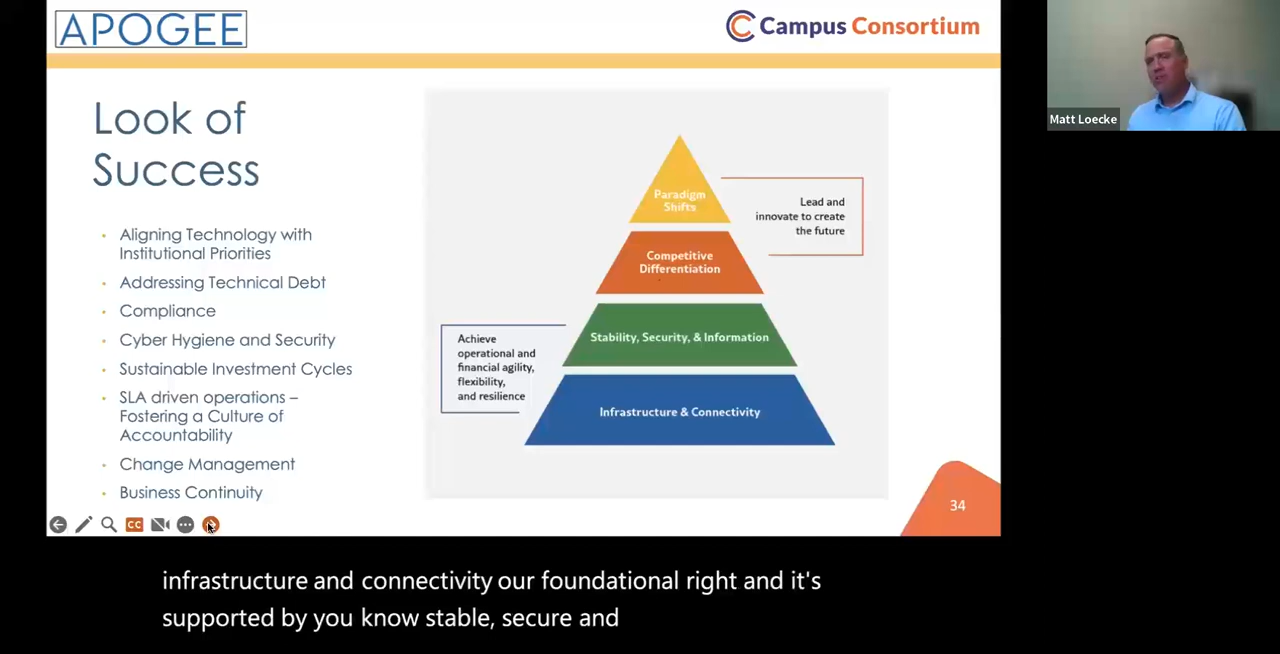 APOGEE
Campus Consortium
Matt Loecke
Look of
Success
Aligning Technology with
Institutional Priorities
Addressing Technical Debt
Compliance
Cyber Hygiene and Security
Sustainable Investment Cycles
SLA driven operations –
Fostering a Culture of
Accountability
Change Management
Business Continuity
Paradigm
Shifts
Lead and
innovate to create
the future
Competitive
Differentiation
Stability, Security, & Information
Achieve
operational and
financial agility,
flexibility,
and resilience
Infrastructure & Connectivity
34
CC
infrastructure and connectivity our foundational right and it's
supported by you know stable, secure and